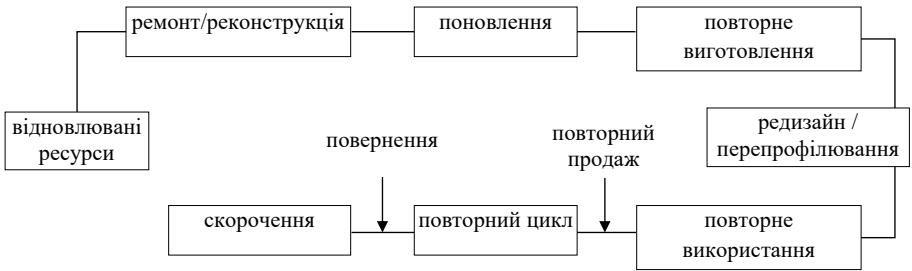 ремонт/реконструкція
поновлення
повторне
виготовлення
відновлювані
ресурси
редизайн /
перепрофілювання
повернення
повторний
продаж
скорочення
повторний цикл
повторне
використання